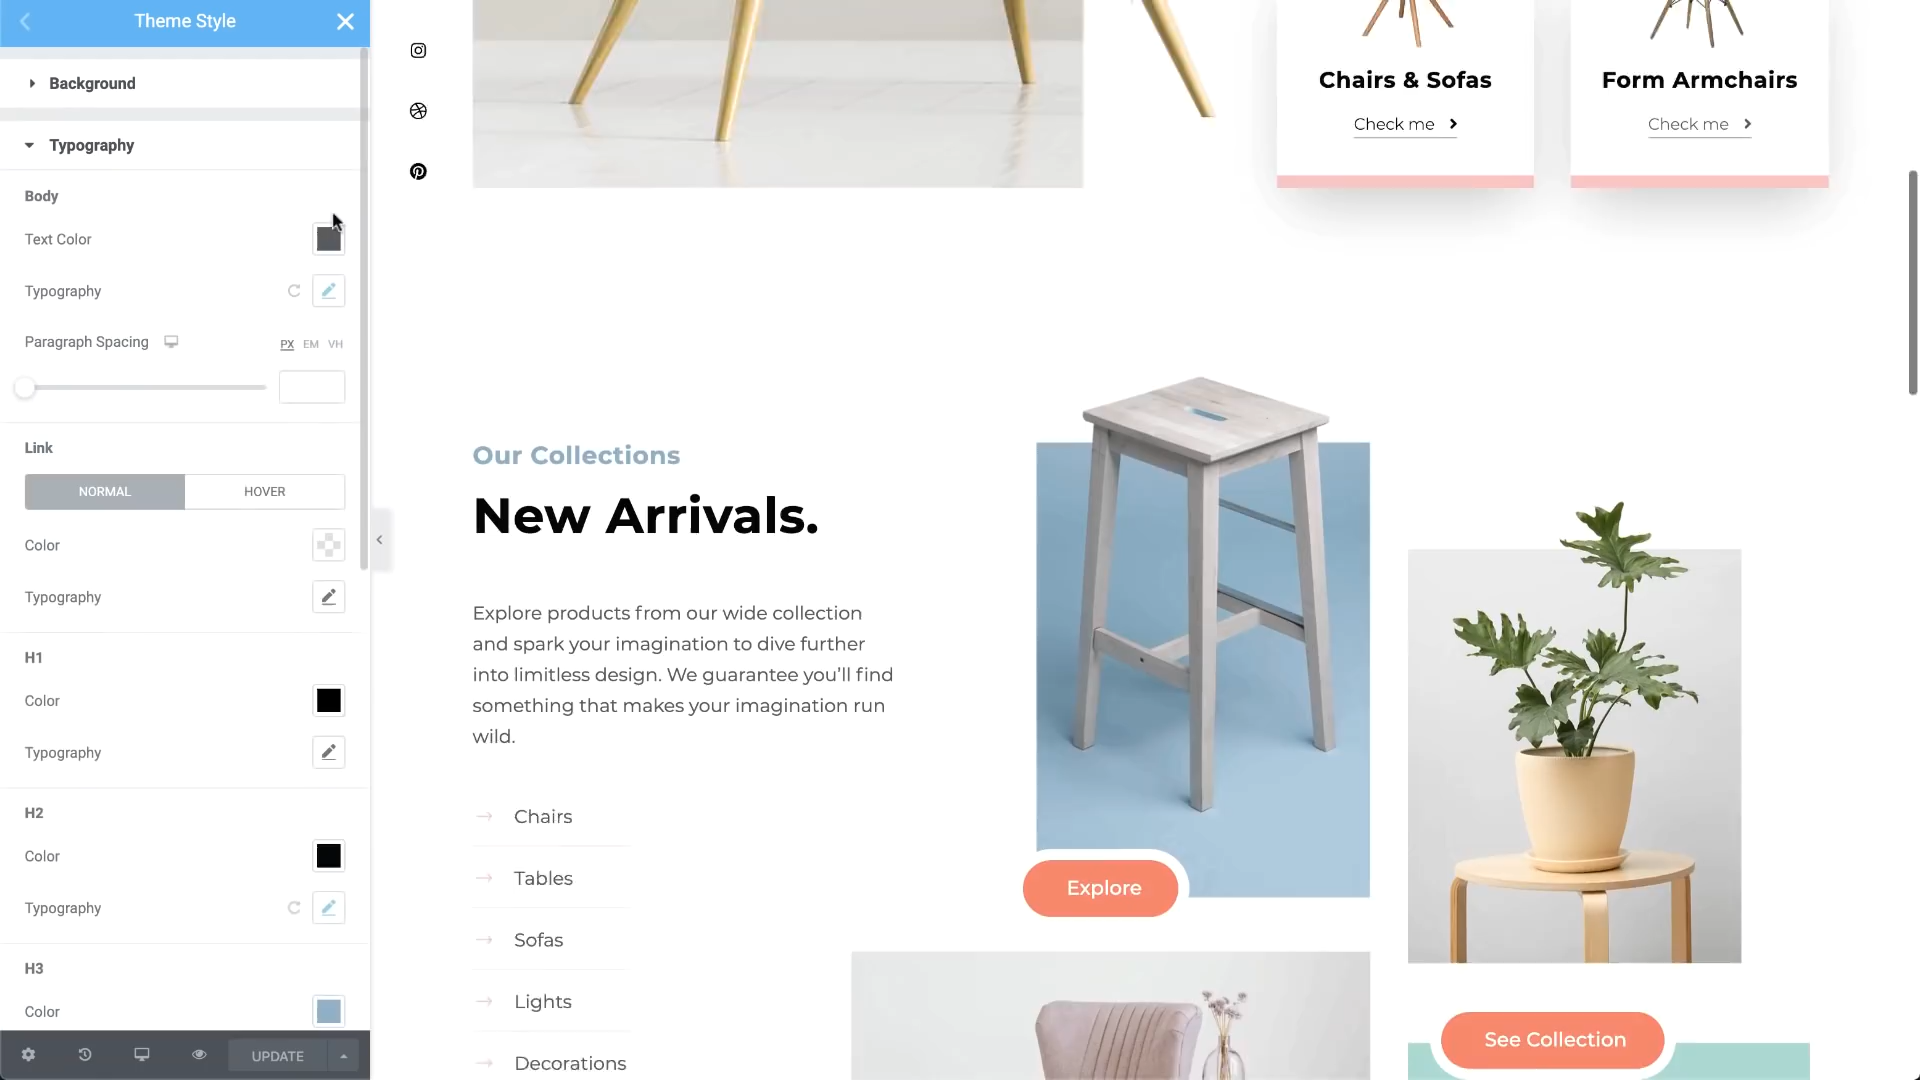 Theme Style
Background
Typography
Body
Text Color
Typography
Paragraph Spacing
PX EM VH
Link
NORMAL
HOVER
Color
Typography
H1
Color
Typography
H2
Color
Typography
H3
Color
UPDATE
Chairs & Sofas
Check me
Form Armchairs
Check me
Our Collections
New Arrivals.
Explore products from our wide collection
and spark your imagination to dive further
into limitless design. We guarantee you'll find
something that makes your imagination run
wild.
Chairs
Tables
Sofas
Lights
Decorations
Explore
See Collection